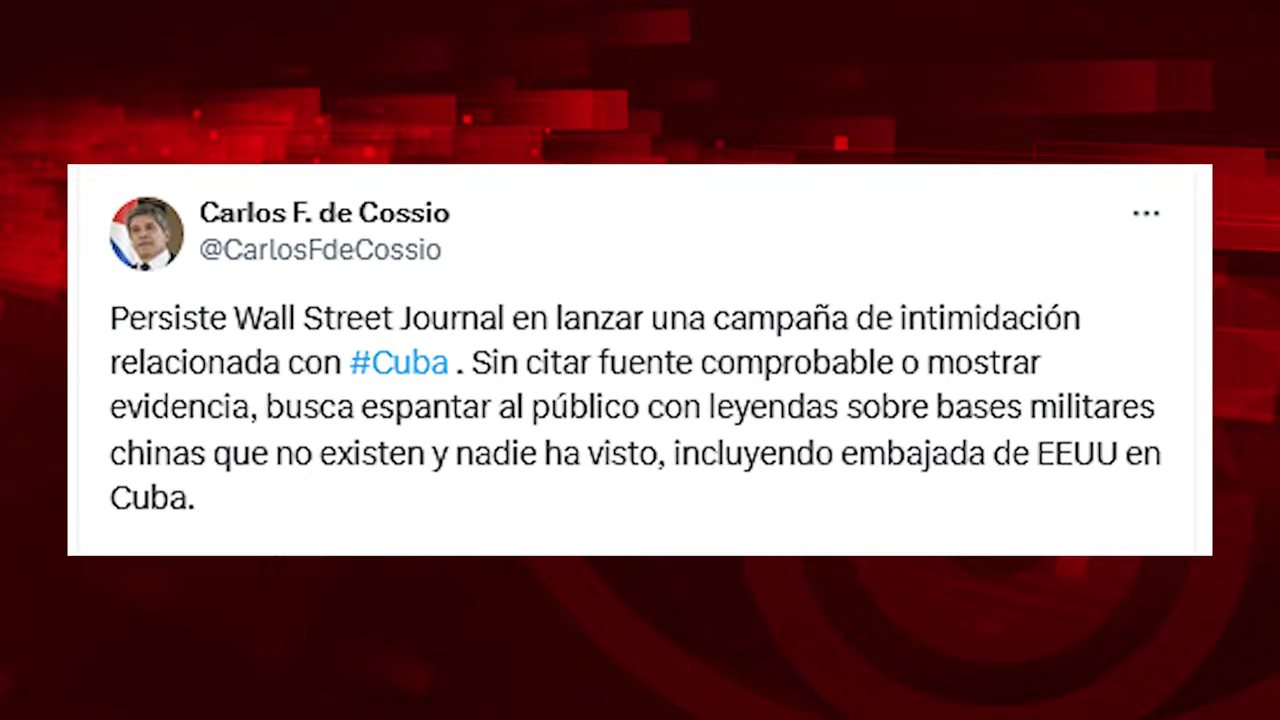 Carlos F. de Cossio
@CarlosFdeCossio
Persiste Wall Street Journal en lanzar una campaña de intimidación
relacionada con #Cuba . Sin citar fuente comprobable o mostrar
evidencia, busca espantar al público con leyendas sobre bases militares
chinas que no existen y nadie ha visto, incluyendo embajada de EEUU en
Cuba.